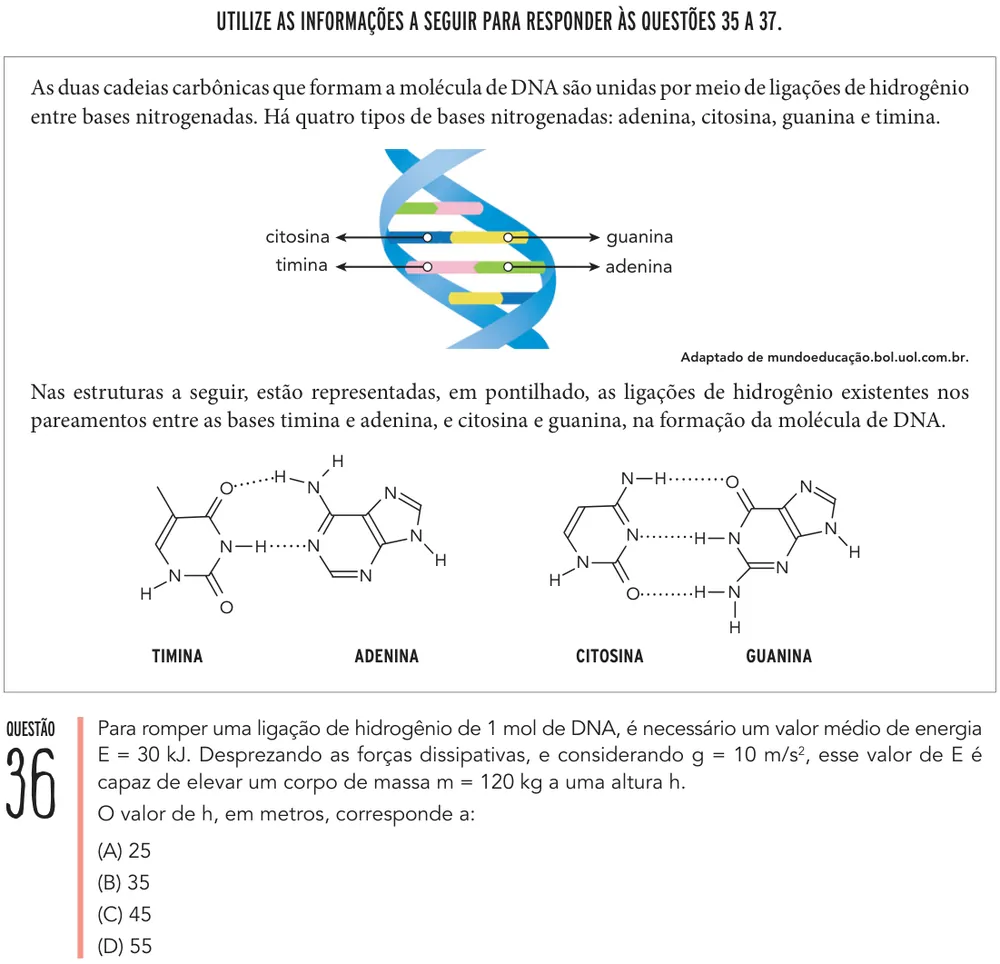 UTILIZE AS INFORMAÇÕES A SEGUIR PARA RESPONDER ÀS QUESTÕES 35 A 37.
As duas cadeias carbônicas que formam a molécula de DNA são unidas por meio de ligações de hidrogênio
entre bases nitrogenadas. Há quatro tipos de bases nitrogenadas: adenina, citosina, guanina e timina.
citosina guanina
timina adenina
Adaptado de mundoeducação.bol.uol.com.br.
Nas estruturas a seguir, estão representadas, em pontilhado, as ligações de hidrogênio existentes nos
pareamentos entre as bases timina e adenina, e citosina e guanina, na formação da molécula de DNA.
H
O H N N N H O N
N H N N H N H N N H
N N H
H N O H N O H N N
H
TIMINA ADENINA CITOSINA GUANINA
QUESTÃO
36
Para romper uma ligação de hidrogênio de 1 mol de DNA, é necessário um valor médio de energia
E = 30 kJ. Desprezando as forças dissipativas, e considerando g = 10 m/s², esse valor de E é
capaz de elevar um corpo de massa m = 120 kg a uma altura h.
O valor de h, em metros, corresponde a:
(A) 25
(B) 35
(C) 45
(D) 55